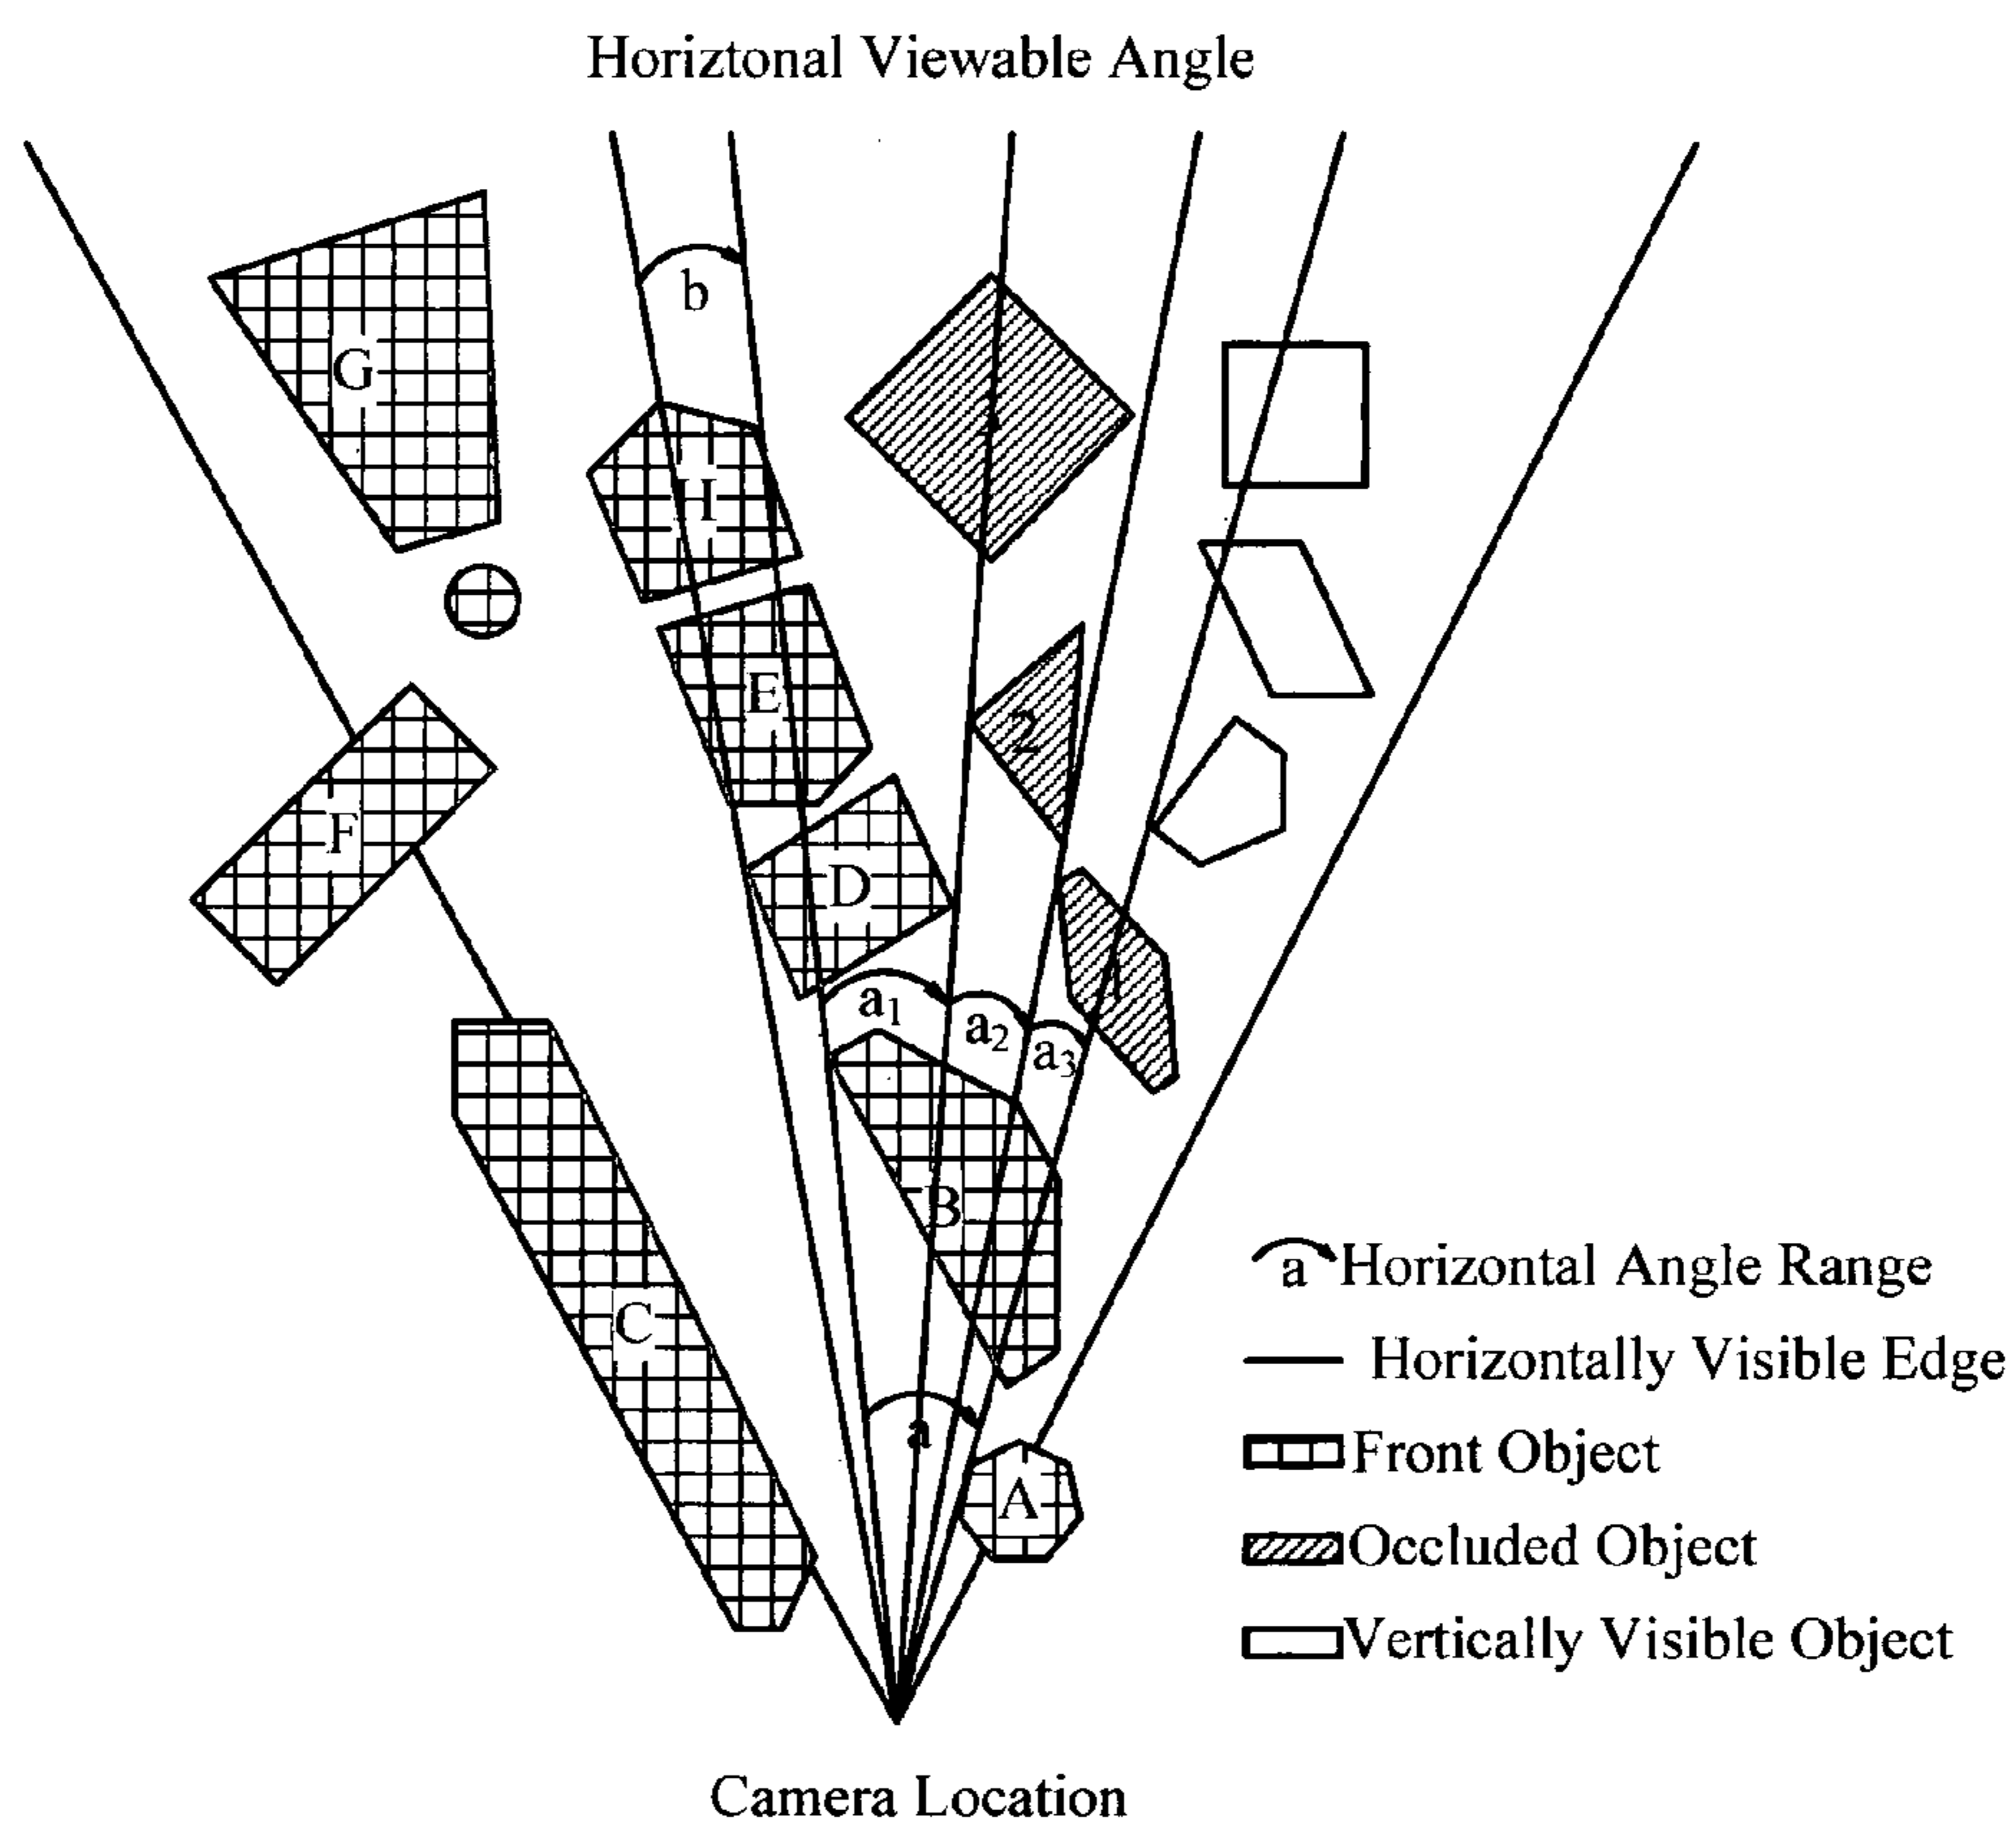 Horiztonal Viewable Angle
b
G
H
E
2
F
D
a1
a2
a3
B
C
a
A
a Horizontal Angle Range
Horizontally Visible Edge
Front Object
Occluded Object
Vertically Visible Object
Camera Location